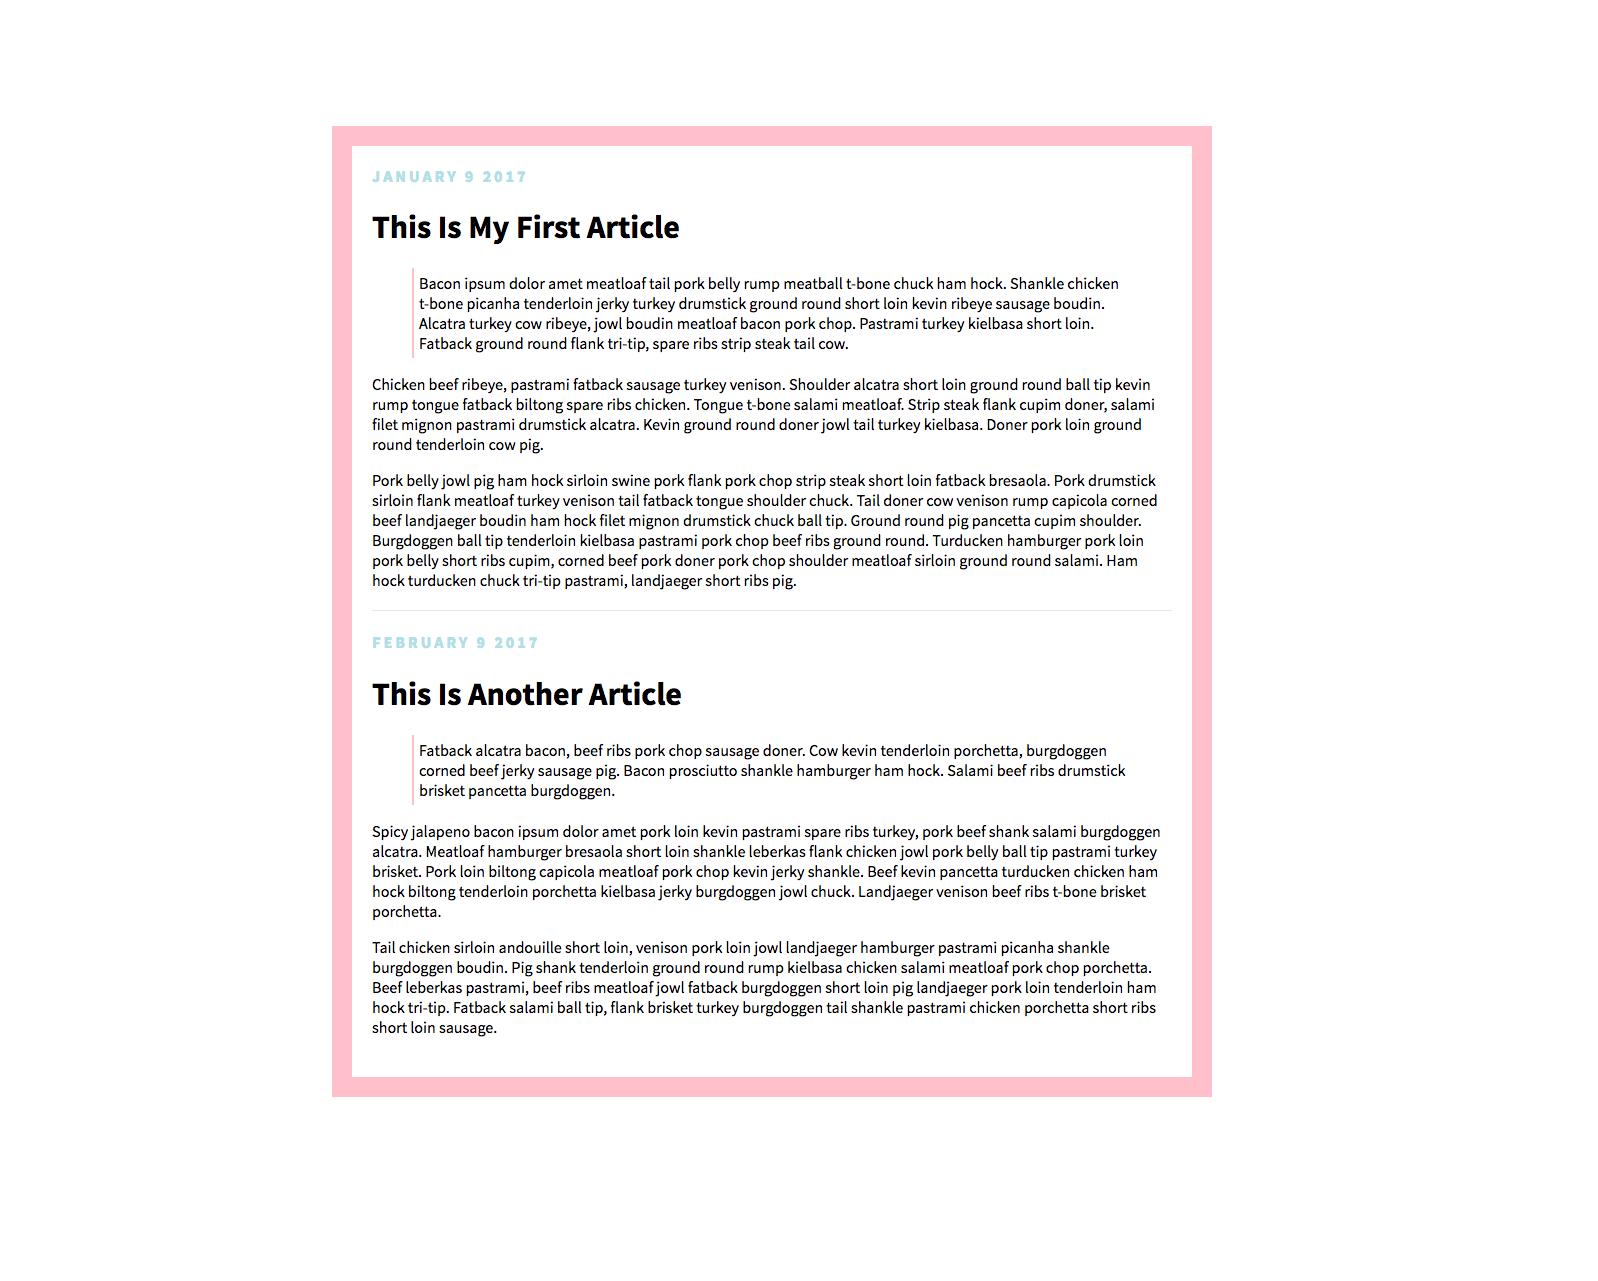 JANUARY 9 2017
This Is My First Article
Bacon ipsum dolor amet meatloaf tail pork belly rump meatball t-bone chuck ham hock. Shankle chicken
t-bone picanha tenderloin jerky turkey drumstick ground round short loin kevin ribeye sausage boudin.
Alcatra turkey cow ribeye, jowl boudin meatloaf bacon pork chop. Pastrami turkey kielbasa short loin.
Fatback ground round flank tri-tip, spare ribs strip steak tail cow.
Chicken beef ribeye, pastrami fatback sausage turkey venison. Shoulder alcatra short loin ground round ball tip kevin
rump tongue fatback biltong spare ribs chicken. Tongue t-bone salami meatloaf. Strip steak flank cupim doner, salami
filet mignon pastrami drumstick alcatra. Kevin ground round doner jowl tail turkey kielbasa. Doner pork loin ground
round tenderloin cow pig.
Pork belly jowl pig ham hock sirloin swine pork flank pork chop strip steak short loin fatback bresaola. Pork drumstick
sirloin flank meatloaf turkey venison tail fatback tongue shoulder chuck. Tail doner cow venison rump capicola corned
beef landjaeger boudin ham hock filet mignon drumstick chuck ball tip. Ground round pig pancetta cupim shoulder.
Burgdoggen ball tip tenderloin kielbasa pastrami pork chop beef ribs ground round. Turducken hamburger pork loin
pork belly short ribs cupim, corned beef pork doner pork chop shoulder meatloaf sirloin ground round salami. Ham
hock turducken chuck tri-tip pastrami, landjaeger short ribs pig.
FEBRUARY 9 2017
This Is Another Article
Fatback alcatra bacon, beef ribs pork chop sausage doner. Cow kevin tenderloin porchetta, burgdoggen
corned beef jerky sausage pig. Bacon prosciutto shankle hamburger ham hock. Salami beef ribs drumstick
brisket pancetta burgdoggen.
Spicy jalapeno bacon ipsum dolor amet pork loin kevin pastrami spare ribs turkey, pork beef shank salami burgdoggen
alcatra. Meatloaf hamburger bresaola short loin shankle leberkas flank chicken jowl pork belly ball tip pastrami turkey
brisket. Pork loin biltong capicola meatloaf pork chop kevin jerky shankle. Beef kevin pancetta turducken chicken ham
hock biltong tenderloin porchetta kielbasa jerky burgdoggen jowl chuck. Landjaeger venison beef ribs t-bone brisket
porchetta.
Tail chicken sirloin andouille short loin, venison pork loin jowl landjaeger hamburger pastrami picanha shankle
burgdoggen boudin. Pig shank tenderloin ground round rump kielbasa chicken salami meatloaf pork chop porchetta.
Beef leberkas pastrami, beef ribs meatloaf jowl fatback burgdoggen short loin pig landjaeger pork loin tenderloin ham
hock tri-tip. Fatback salami ball tip, flank brisket turkey burgdoggen tail shankle pastrami chicken porchetta short ribs
short loin sausage.